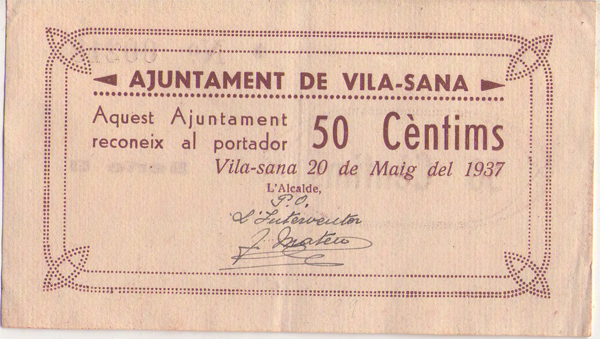 AJUNTAMENT DE VILA-SANA
Aquest Ajuntament
reconeix al portador 50 Cèntims
Vila-sana 20 de Maig del 1937
L'Alcalde,
P.O.
L'Interventor